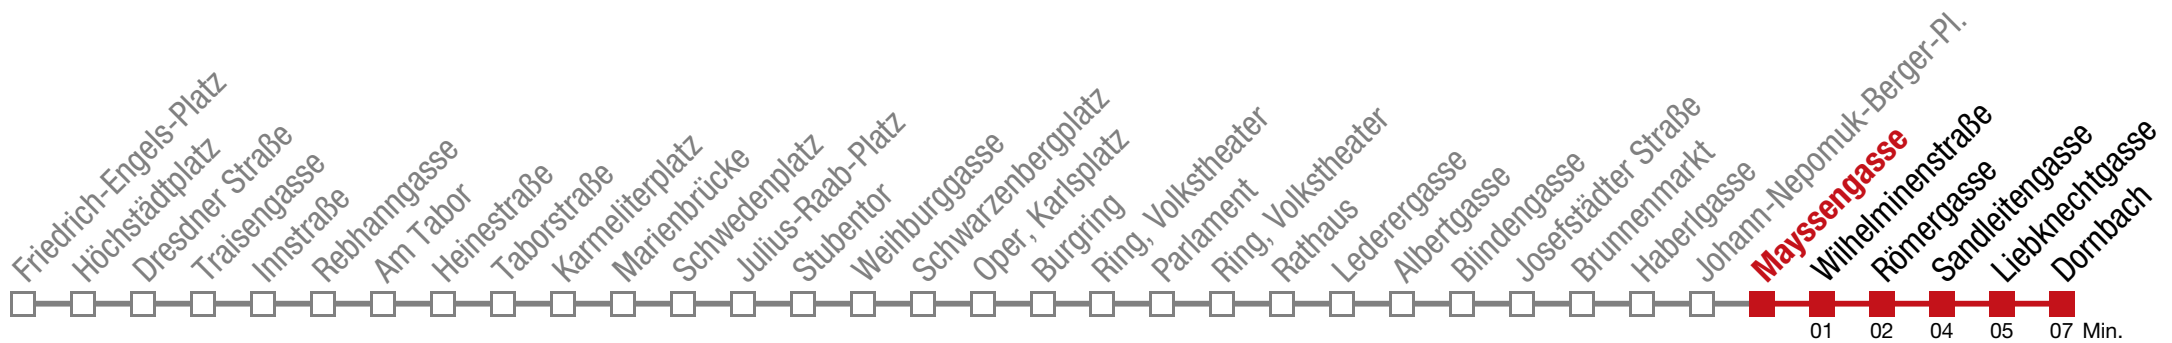 Friedrich-Engels-Platz
Höchstädtplatz
Dresdner Straße
Traisengasse
Innstraße
Rebhanngasse
Am Tabor
Heinestraße
Taborstraße
Karmeliterplatz
Marienbrücke
Schwedenplatz
Julius-Raab-Platz
Stubentor
Weihburggasse
Schwarzenbergplatz
Oper, Karlsplatz
Burgring
Ring, Volkstheater
Parlament
Ring, Volkstheater
Rathaus
Lederergasse
Albertgasse
Blindengasse
Josefstädter Straße
Brunnenmarkt
Haberlgasse
Johann-Nepomuk-Berger-Pl.
Mayssengasse
Wilhelminenstraße
Römergasse
Sandleitengasse
Liebknechtgasse
Dornbach
01 02 04 05 07 Min.